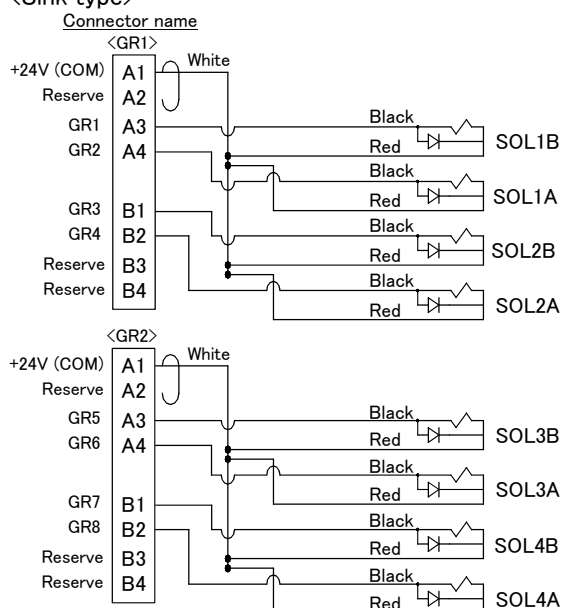 <Sink type>
Connector name
<GR1>
+24V (COM) A1 White
Reserve A2
GR1 A3 Black
Red SOL1B
GR2 A4 Black
Red SOL1A
GR3 B1 Black
GR4 B2 Red SOL2B
Reserve B3 Black
Reserve B4 Red SOL2A
<GR2>
+24V (COM) A1 White
Reserve A2
GR5 A3 Black
GR6 A4 Red SOL3B
Black
Red SOL3A
GR7 B1 Black
GR8 B2 Red SOL4B
Reserve B3 Black
Reserve B4 Red SOL4A